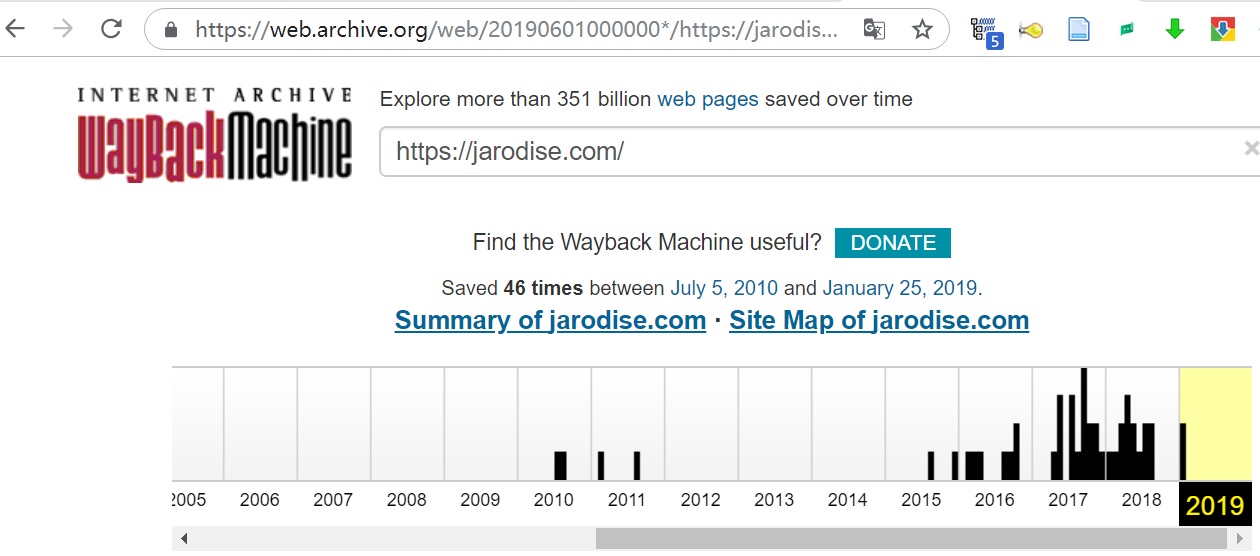 https://web.archive.org/web/20190601000000*/https://jarodis...
5
INTERNET ARCHIVE
WayBackMachine
Explore more than 351 billion web pages saved over time
https://jarodise.com/
Find the Wayback Machine useful? DONATE
Saved 46 times between July 5, 2010 and January 25, 2019.
Summary of jarodise.com · Site Map of jarodise.com
2005 2006 2007 2008 2009 2010 2011 2012 2013 2014 2015 2016 2017 2018 2019